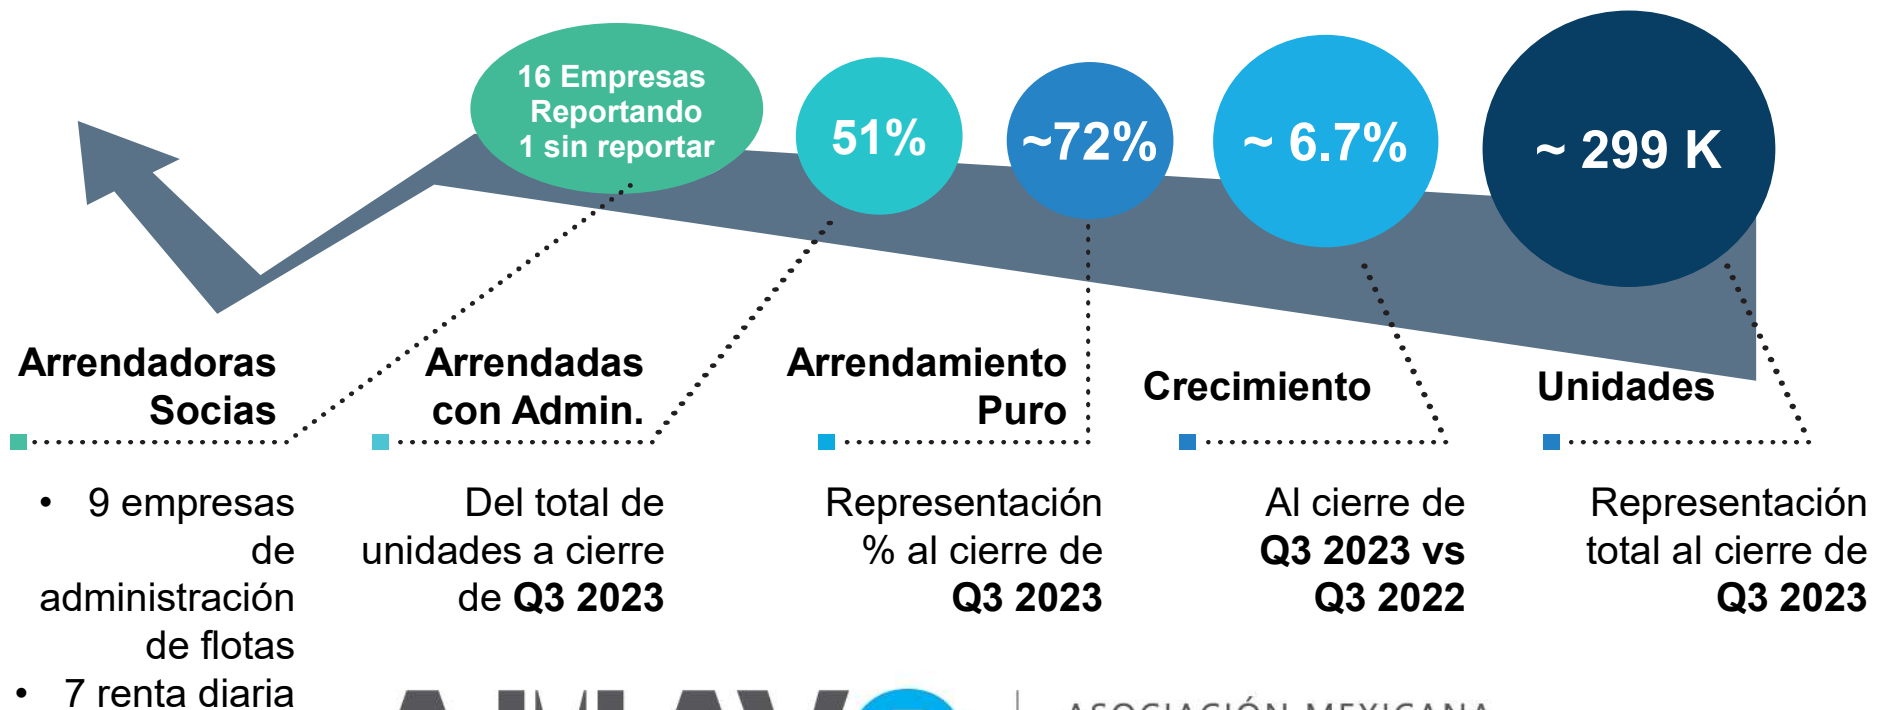 16 Empresas
Reportando
1 sin reportar
51%
~72%
~ 6.7%
~ 299 K
Arrendadoras
Socias
Arrendadas
con Admin.
Arrendamiento
Puro
Crecimiento
Unidades
• 9 empresas
de
administración
de flotas
• 7 renta diaria
Del total de
unidades a cierre
de Q3 2023
Representación
% al cierre de
Q3 2023
Al cierre de
Q3 2023 vs
Q3 2022
Representación
total al cierre de
Q3 2023
ASOCIACIÓN MEXICANA